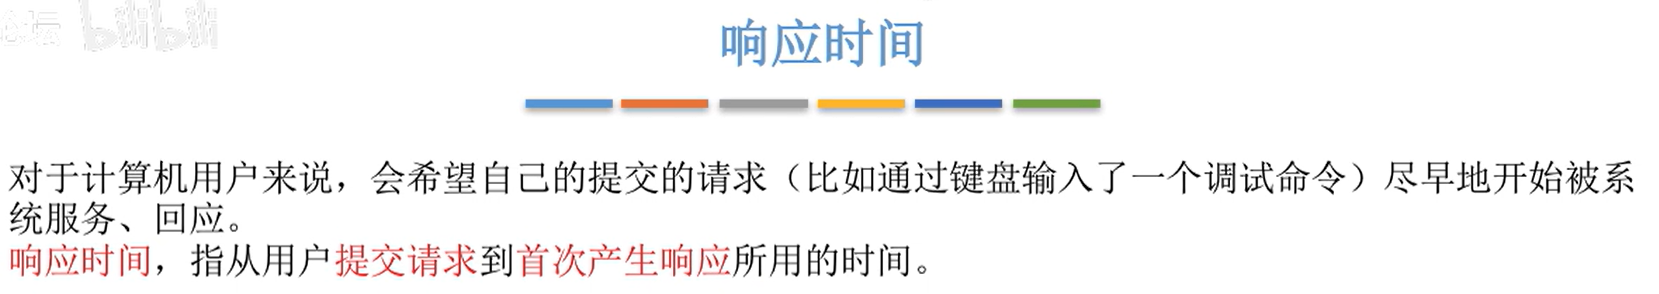 论坛 bilibili
响应时间
对于计算机用户来说，会希望自己的提交的请求（比如通过键盘输入了一个调试命令）尽早地开始被系
统服务、回应。
响应时间，指从用户提交请求到首次产生响应所用的时间。